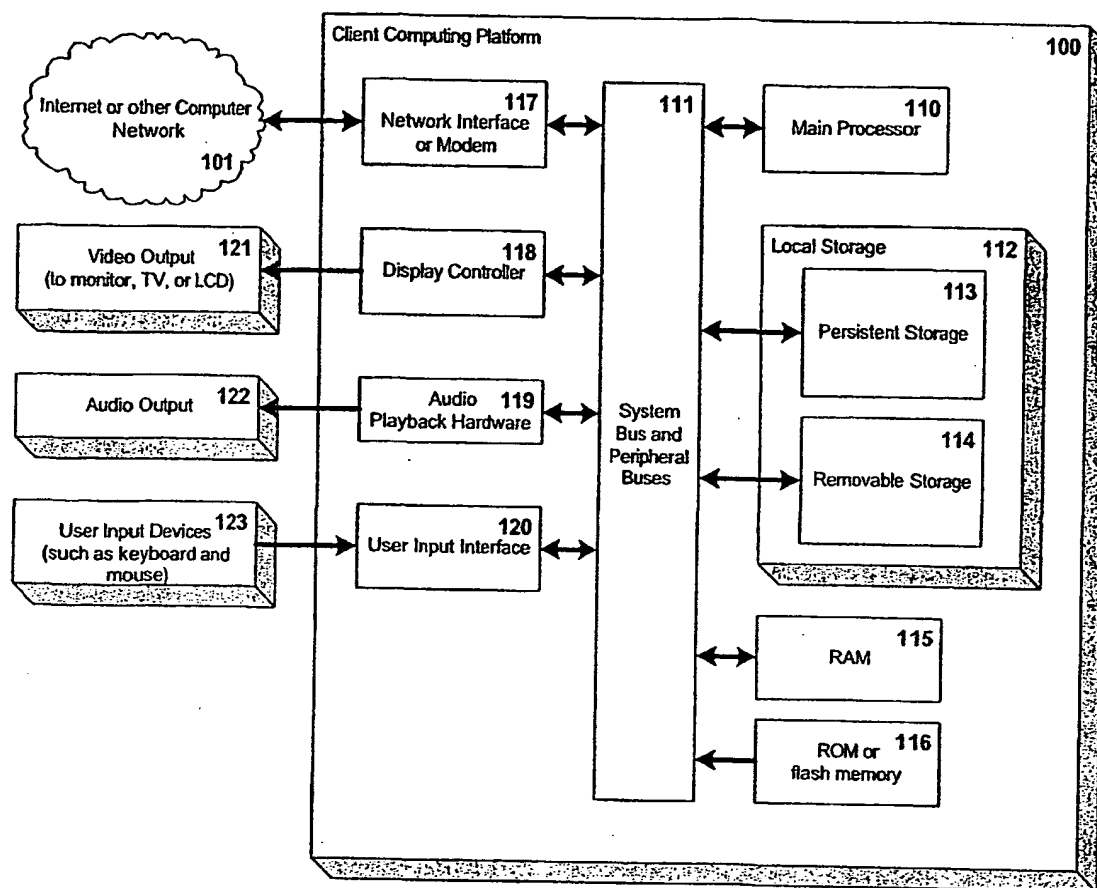 Client Computing Platform
100
Internet or other Computer
Network
101
117
Network Interface
or Modem
111
System
Bus and
Peripheral
Buses
110
Main Processor
121
Video Output
(to monitor, TV, or LCD)
118
Display Controller
Local Storage
112
113
Persistent Storage
122
Audio Output
119
Audio
Playback Hardware
114
Removable Storage
123
User Input Devices
(such as keyboard and
mouse)
120
User Input Interface
115
RAM
116
ROM or
flash memory